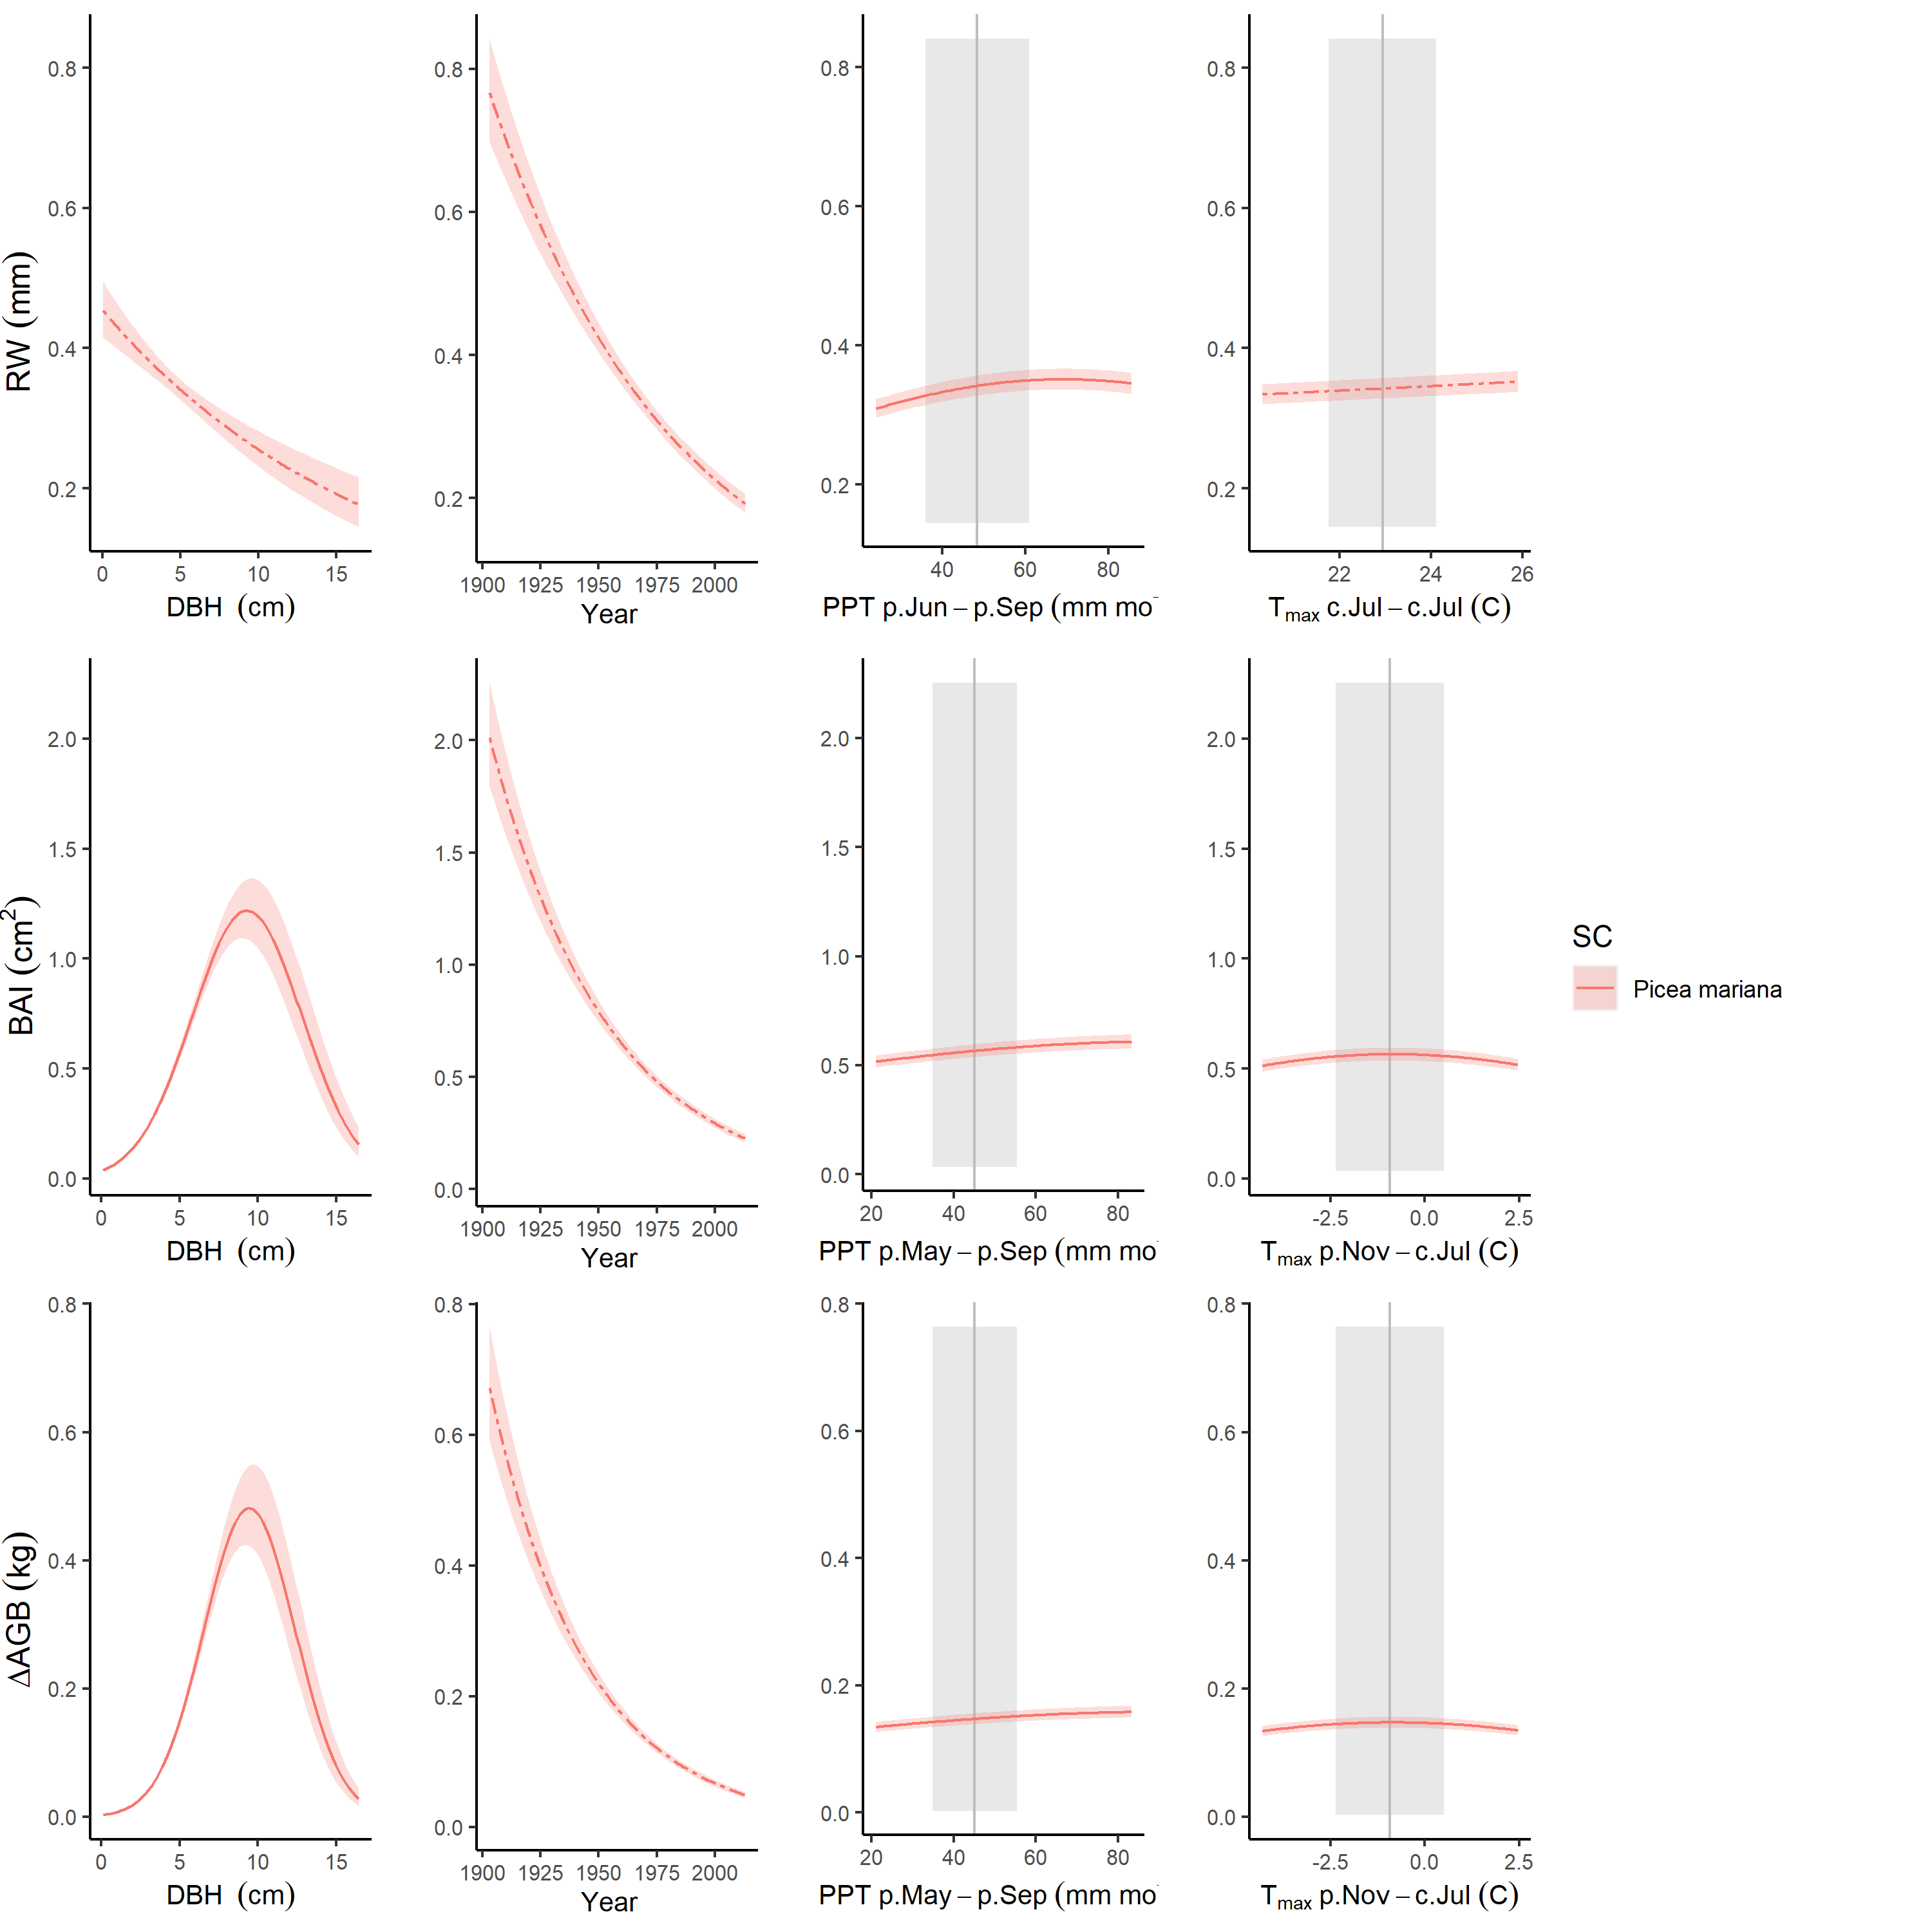 RW (mm)
0.8
0.6
0.4
0.2
0 5 10 15
DBH (cm)
0.8
0.6
0.4
0.2
1900 1925 1950 1975 2000
Year
0.8
0.6
0.4
0.2
40 60 80
PPT p.Jun – p.Sep (mm mo⁻
0.8
0.6
0.4
0.2
22 24 26
Tmax c.Jul – c.Jul (C)
BAI (cm²)
2.0
1.5
1.0
0.5
0.0
0 5 10 15
DBH (cm)
2.0
1.5
1.0
0.5
0.0
1900 1925 1950 1975 2000
Year
2.0
1.5
1.0
0.5
0.0
20 40 60 80
PPT p.May – p.Sep (mm mo⁻
2.0
1.5
1.0
0.5
0.0
-2.5 0.0 2.5
Tmax p.Nov – c.Jul (C)
SC
Picea mariana
ΔAGB (kg)
0.8
0.6
0.4
0.2
0.0
0 5 10 15
DBH (cm)
0.8
0.6
0.4
0.2
0.0
1900 1925 1950 1975 2000
Year
0.8
0.6
0.4
0.2
0.0
20 40 60 80
PPT p.May – p.Sep (mm mo⁻
0.8
0.6
0.4
0.2
0.0
-2.5 0.0 2.5
Tmax p.Nov – c.Jul (C)